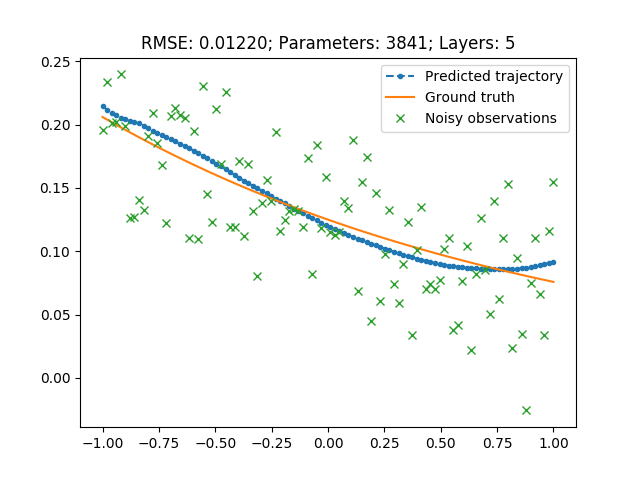 RMSE: 0.01220; Parameters: 3841; Layers: 5
0.25
0.20
0.15
0.10
0.05
0.00
Predicted trajectory
Ground truth
Noisy observations
−1.00 −0.75 −0.50 −0.25 0.00 0.25 0.50 0.75 1.00